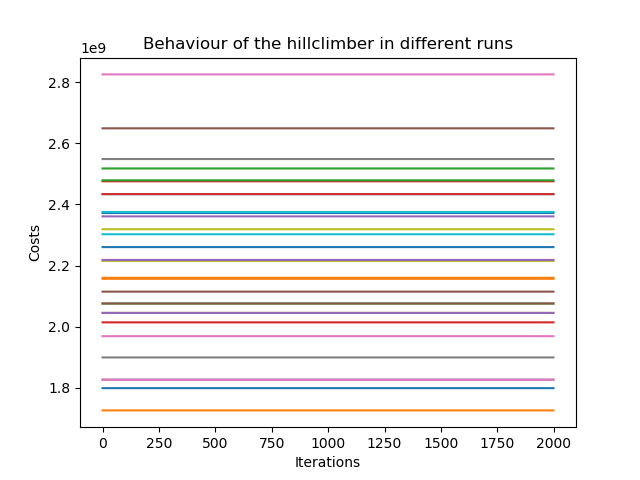 Behaviour of the hillclimber in different runs
1e9
2.8
2.6
2.4
2.2
2.0
1.8
Costs
0 250 500 750 1000 1250 1500 1750 2000
Iterations